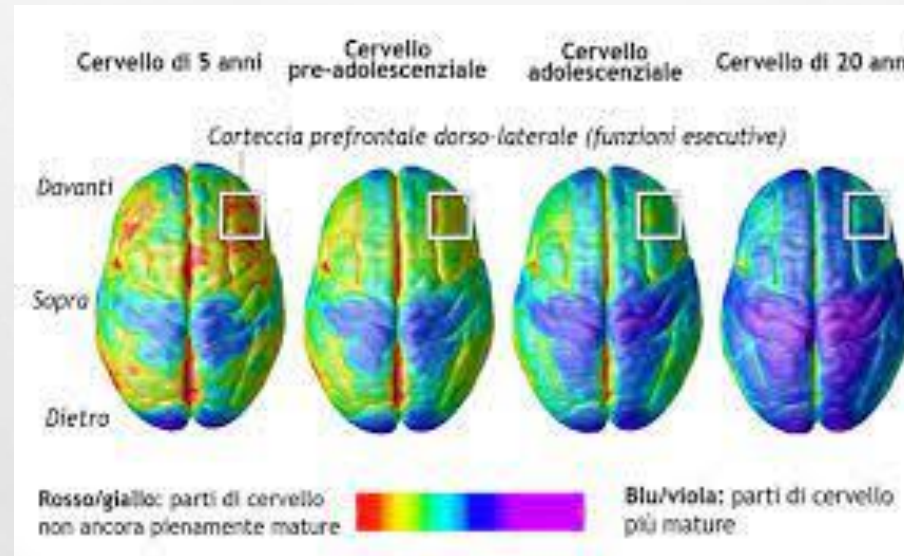 Cervello di 5 anni
Cervello
pre-adolescenziale
Cervello
adolescenziale
Cervello di 20 ann
Corteccia prefrontale dorso-laterale (funzioni esecutive)
Davanti
Sopra
Dietro
Rosso/giallo: parti di cervello
non ancora pienamente mature
Blu/viola: parti di cervello
più mature